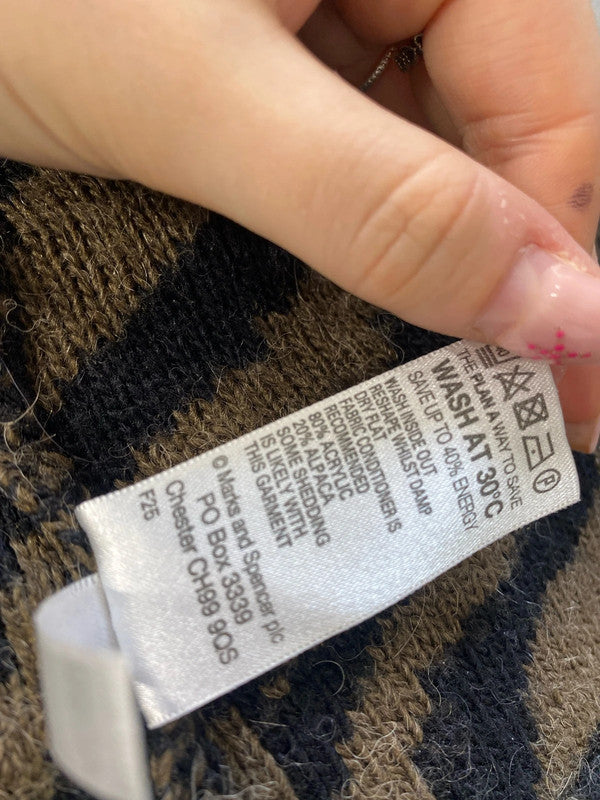 THE PLAN A WAY TO SAVE
WASH AT 30°C
SAVE UP TO 40% ENERGY
WASH INSIDE OUT
RESHAPE WHILST DAMP
DRY FLAT
FABRIC CONDITIONER IS
RECOMMENDED
80% ACRYLIC
20% ALPACA
SOME SHEDDING
IS LIKELY WITH
THIS GARMENT
© Marks and Spencer plc
PO Box 3339
Chester CH99 9QS
F25